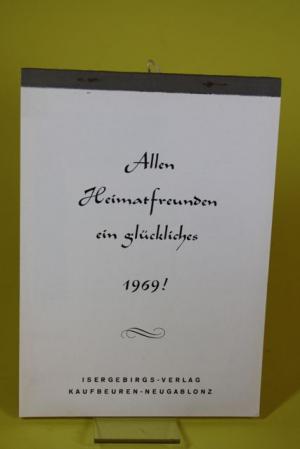 Allen
Heimatfreunden
ein glückliches
1969!
ISERGEBIRGS-VERLAG
KAUFBEUREN-NEUGABLONZ